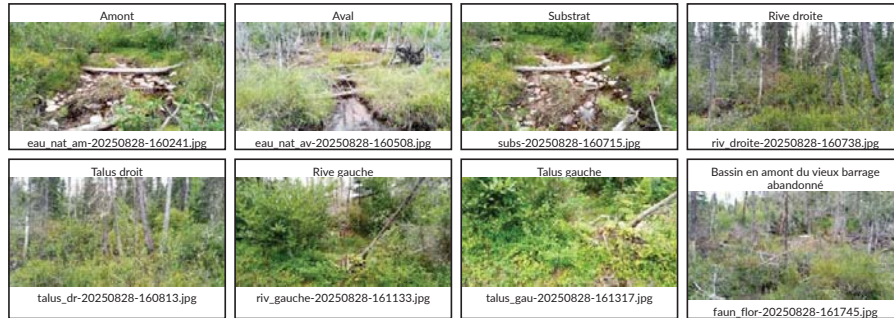 Amont
Aval
Substrat
Rive droite
eau_nat_am-20250828-160241.jpg
eau_nat_av-20250828-160508.jpg
subs-20250828-160715.jpg
riv_droite-20250828-160738.jpg
Talus droit
Rive gauche
Talus gauche
Bassin en amont du vieux barrage
abandonné
talus_dr-20250828-160813.jpg
riv_gauche-20250828-161133.jpg
talus_gau-20250828-161317.jpg
faun_flor-20250828-161745.jpg